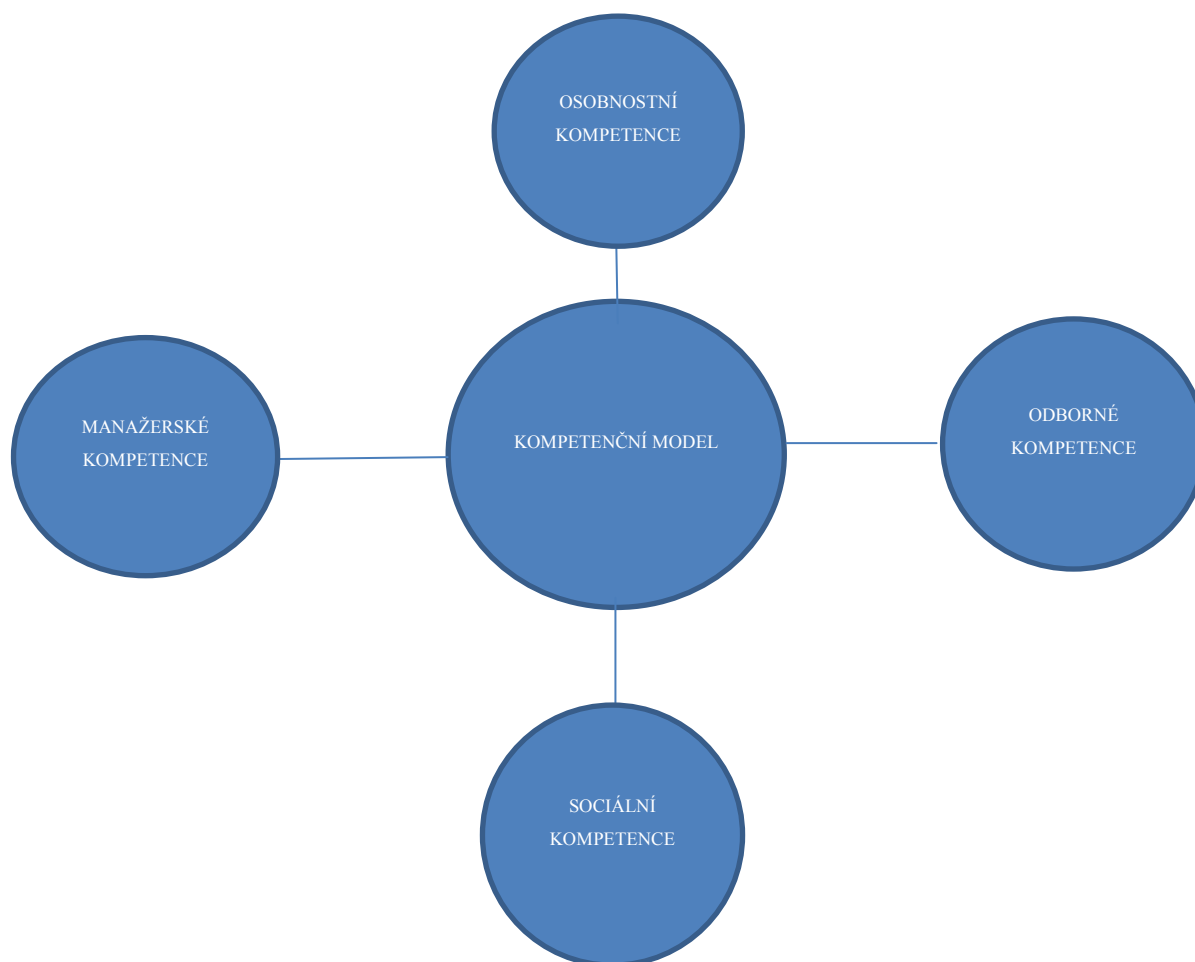 OSOBNOSTNÍ
KOMPETENCE
MANAŽERSKÉ
KOMPETENCE
KOMPETENČNÍ MODEL
ODBORNÉ
KOMPETENCE
SOCIÁLNÍ
KOMPETENCE